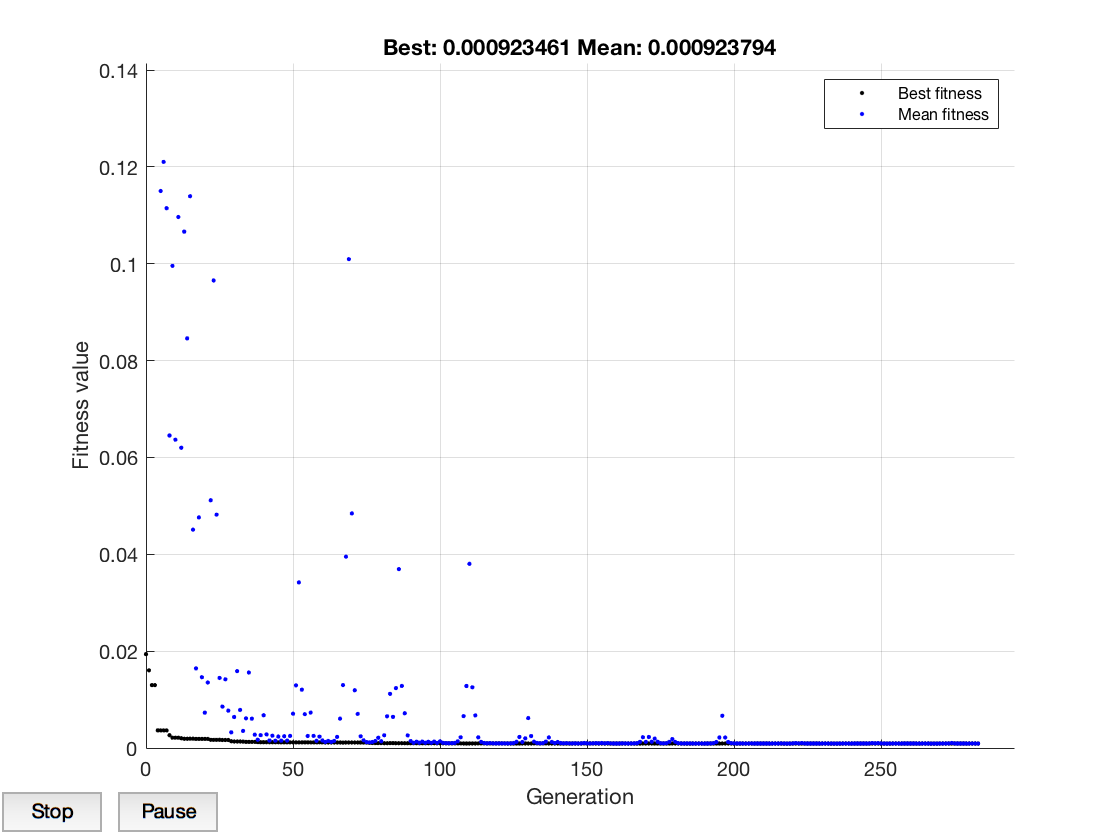 Best: 0.000923461 Mean: 0.000923794
0.14
0.12
0.1
0.08
0.06
0.04
0.02
0
Fitness value
Best fitness
Mean fitness
0 50 100 150 200 250
Generation
Stop Pause